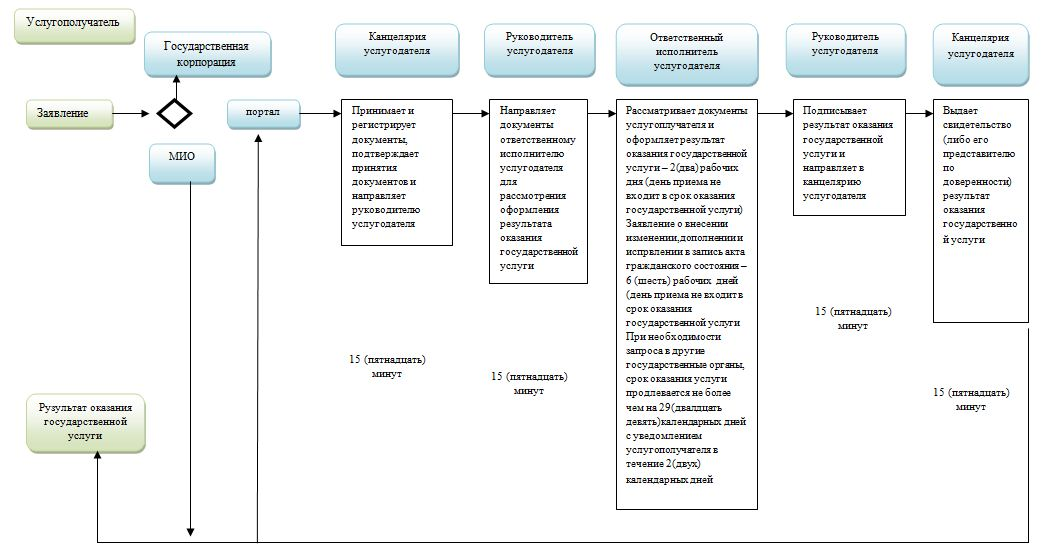 Услугополучатель
Государственная
корпорация
Канцелярия
услугодателя
Руководитель
услугодателя
Ответственный
исполнитель
услугодателя
Руководитель
услугодателя
Канцелярия
услугодателя
Заявление
МИО
портал
Принимает и
регистрирует
документы,
подтверждает
принятия
документов и
направляет
руководителю
услугодателя
Направляет
документы
ответственному
исполнителю
услугодателя
для
рассмотрения
оформления
результата
оказания
государственной
услуги
Рассматривает документы
услугоплучателя и
оформляет результат
оказания государственной
услуги – 2(два) рабочих
дня (день приема не
входит в срок оказания
государственной услуги)
Заявление о внесении
изменении,дополнении и
испрвлении в запись акта
гражданского состояния –
6 (шесть) рабочих дней
(день приема не входит в
срок оказания
государственной услуги
При необходимости
запроса в другие
государственные органы,
срок оказания услуги
продлевается не более
чем на 29(двалдцать
девять)календарных дней
с уведомлением
услугополучателя в
течение 2(двух)
календарных дней
Подписывает
результат оказания
государственной
услуги и
направляет в
канцелярию
услугодателя
Выдает
свидетельство
(либо его
представителю
по
доверенности)
результат
оказания
государственно
й услуги
15 (пятнадцать)
минут
15 (пятнадцать)
минут
15 (пятнадцать)
минут
15 (пятнадцать)
минут
Рузультат оказания
государственной
услуги